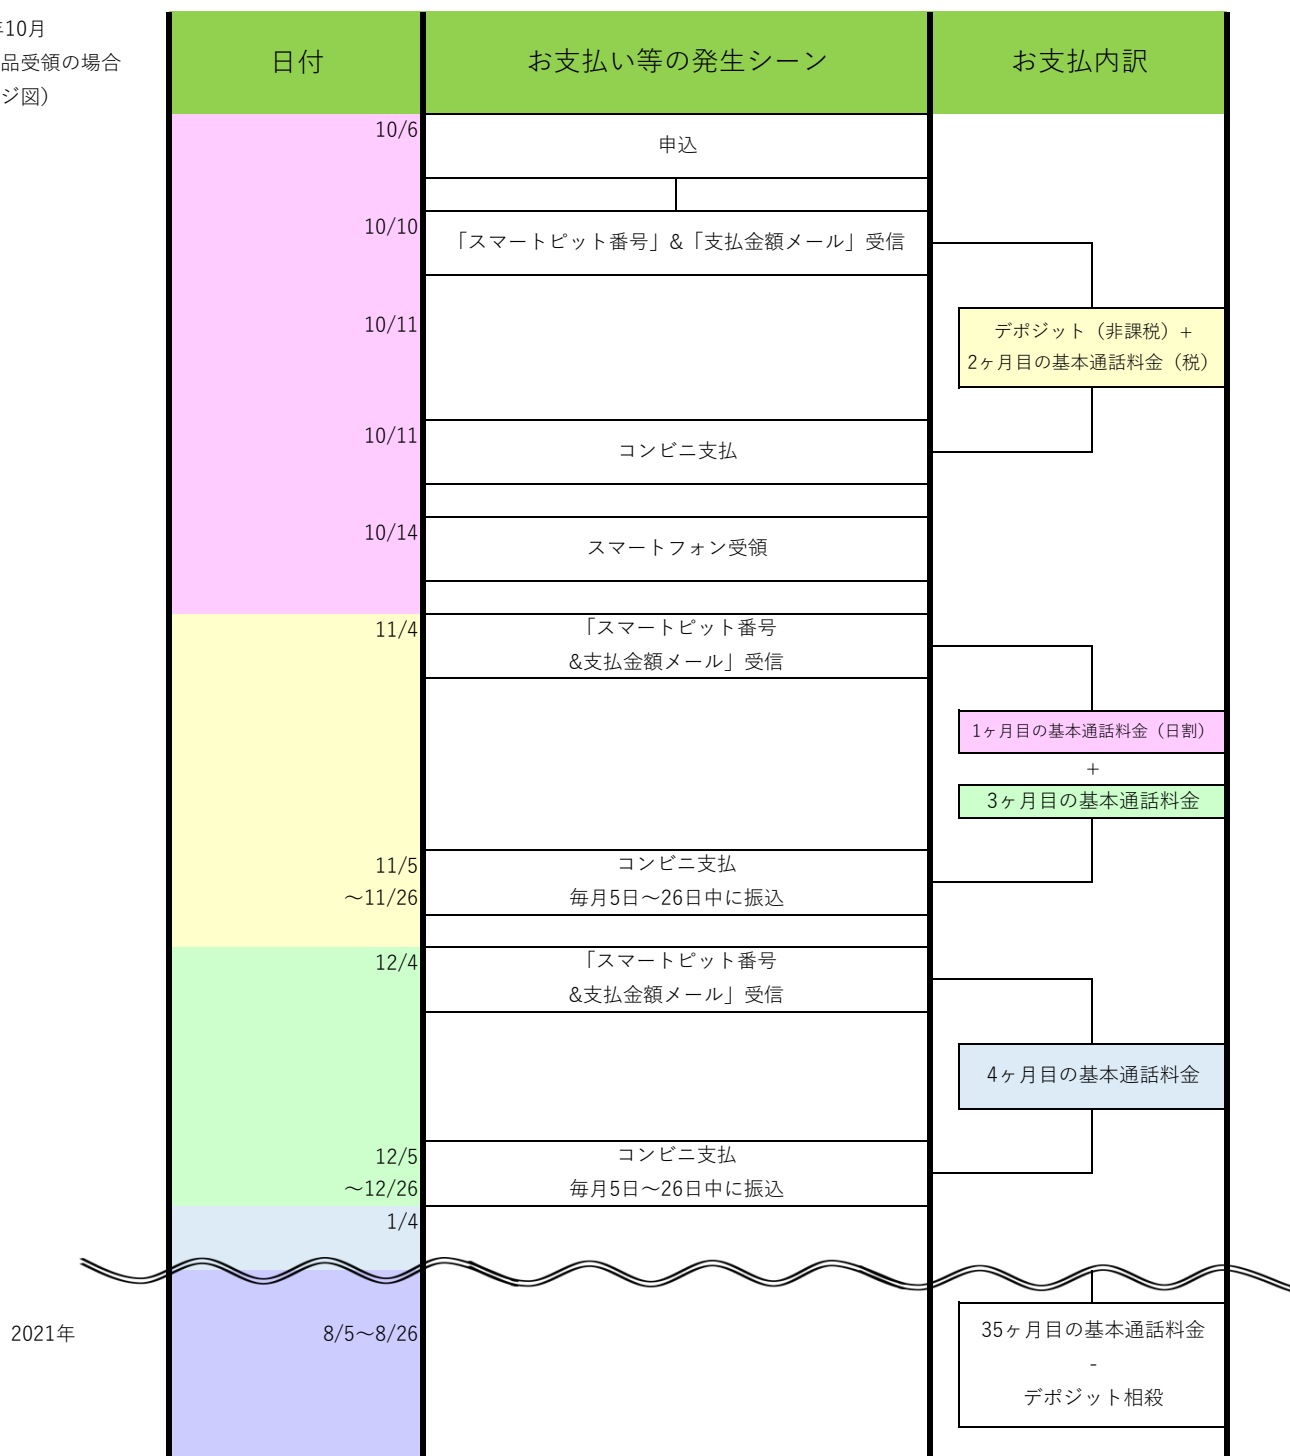 年10月
品受領の場合
ジ図）
日付
お支払い等の発生シーン
お支払内訳
10/6
申込
10/10
「スマートピット番号」&「支払金額メール」受信
10/11
デポジット（非課税）+
2ヶ月目の基本通話料金（税）
10/11
コンビニ支払
10/14
スマートフォン受領
11/4
「スマートピット番号
&支払金額メール」受信
1ヶ月目の基本通話料金（日割）
+
3ヶ月目の基本通話料金
11/5
～11/26
コンビニ支払
毎月5日～26日中に振込
12/4
「スマートピット番号
&支払金額メール」受信
4ヶ月目の基本通話料金
12/5
～12/26
コンビニ支払
毎月5日～26日中に振込
1/4
2021年
8/5～8/26
35ヶ月目の基本通話料金
-
デポジット相殺